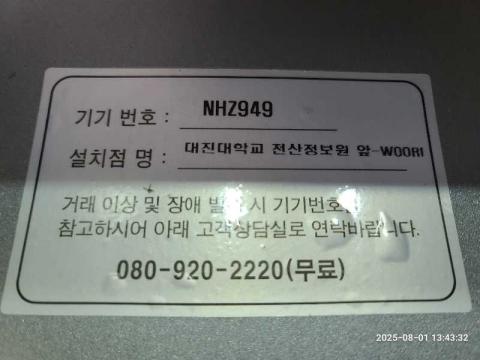 기기 번호 : NHZ949
설치점 명 : 대진대학교 전산정보원 앞-WOORI
거래 이상 및 장애 시 기기번호
참고하시어 아래 고객상담실로 연락바랍니다.
080-920-2220(무료)
2025-08-01 13:43:32